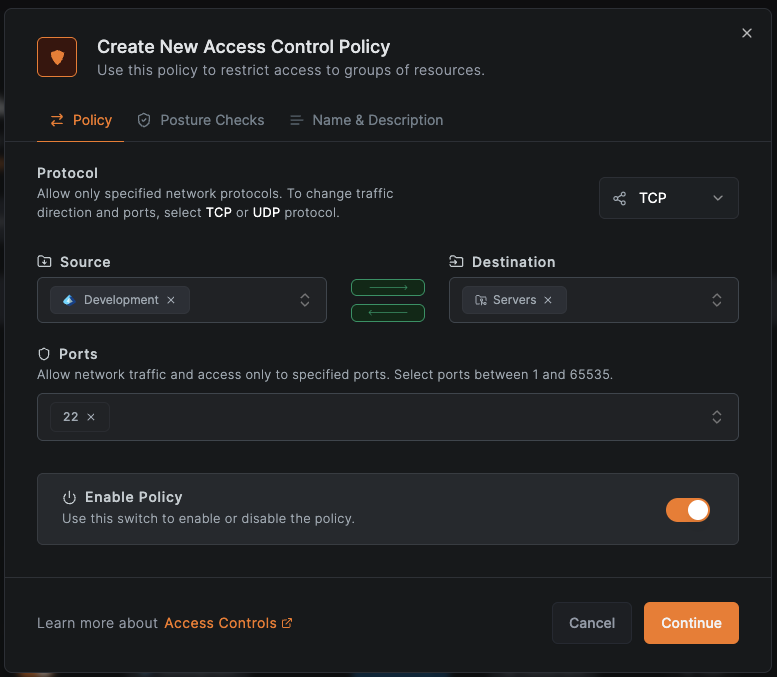 Create New Access Control Policy
Use this policy to restrict access to groups of resources.
Policy
Posture Checks
Name & Description
Protocol
Allow only specified network protocols. To change traffic
direction and ports, select TCP or UDP protocol.
TCP
Source
Destination
Development
Servers
Ports
Allow network traffic and access only to specified ports. Select ports between 1 and 65535.
22
Enable Policy
Use this switch to enable or disable the policy.
Learn more about Access Controls
Cancel
Continue